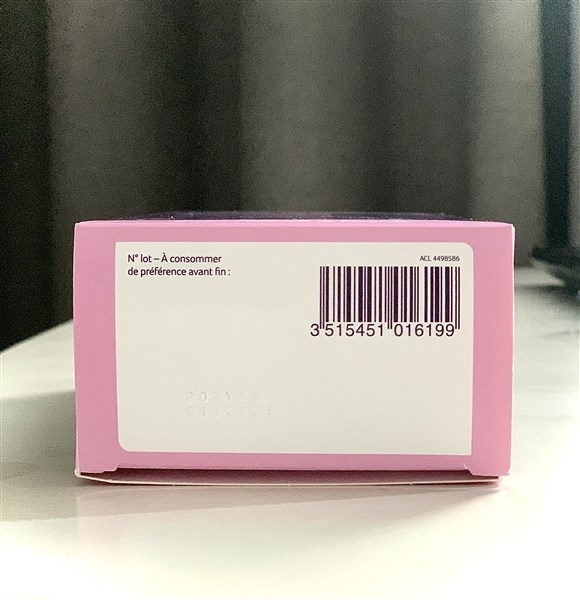 N° lot – À consommer
de préférence avant fin :
ACL 4498586
3 515451 016199